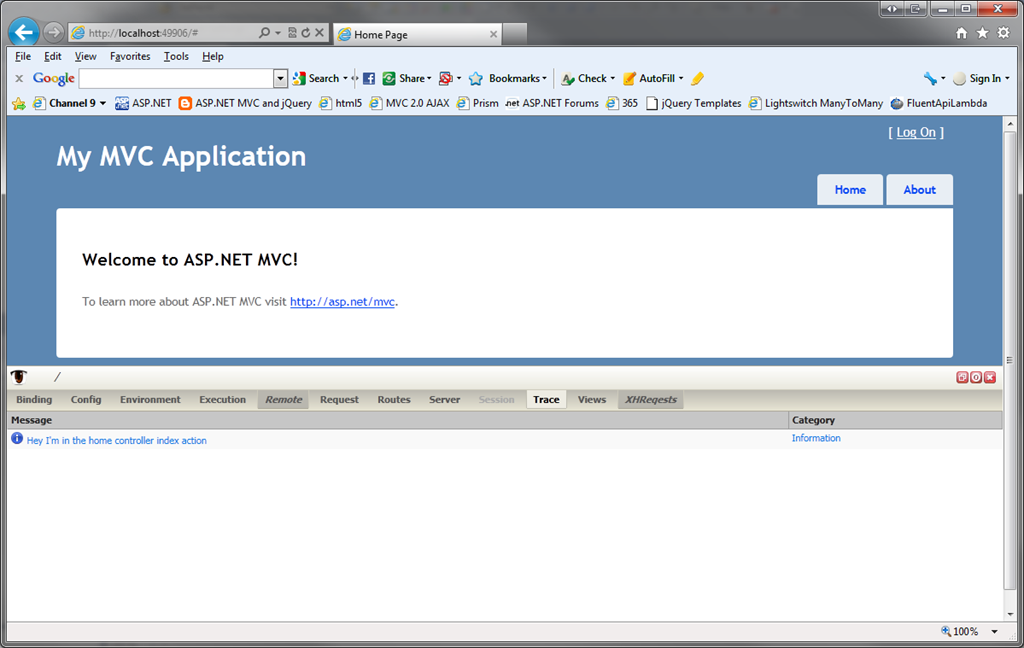 http://localhost:49906/#
Home Page
File Edit View Favorites Tools Help
Google Search Share Bookmarks Check AutoFill Sign In
Channel 9 ASP.NET ASP.NET MVC and jQuery html5 MVC 2.0 AJAX Prism .net ASP.NET Forums 365 jQuery Templates Lightswitch ManyToMany FluentApiLambda
[ Log On ]
My MVC Application
Home About
Welcome to ASP.NET MVC!
To learn more about ASP.NET MVC visit http://asp.net/mvc.
/
Binding Config Environment Execution Remote Request Routes Server Session Trace Views XHReqests
Message Category
Hey I'm in the home controller index action Information
100%